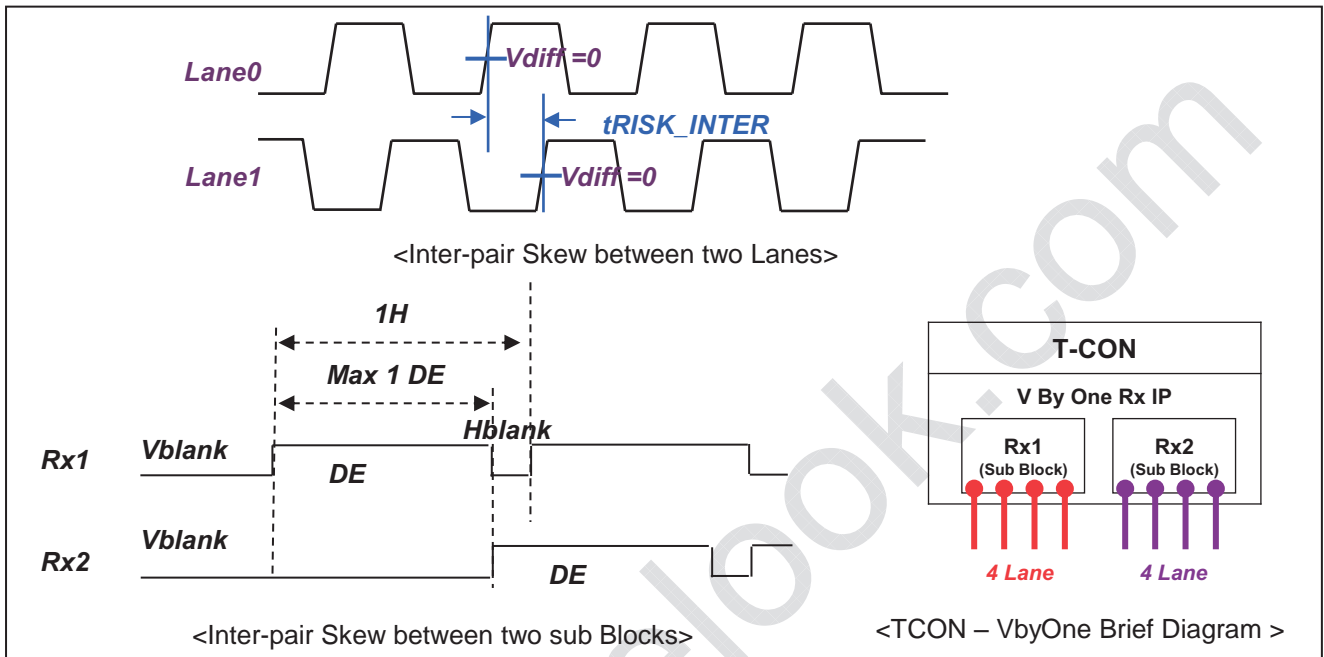 Lane0
Vdiff =0
tRISK_INTER
Lane1
Vdiff =0
<Inter-pair Skew between two Lanes>
1H
Max 1 DE
Hblank
Rx1
Vblank
DE
Rx2
Vblank
DE
<Inter-pair Skew between two sub Blocks>
T-CON
V By One Rx IP
Rx1
(Sub Block)
Rx2
(Sub Block)
4 Lane
4 Lane
<TCON – VbyOne Brief Diagram >
look.com